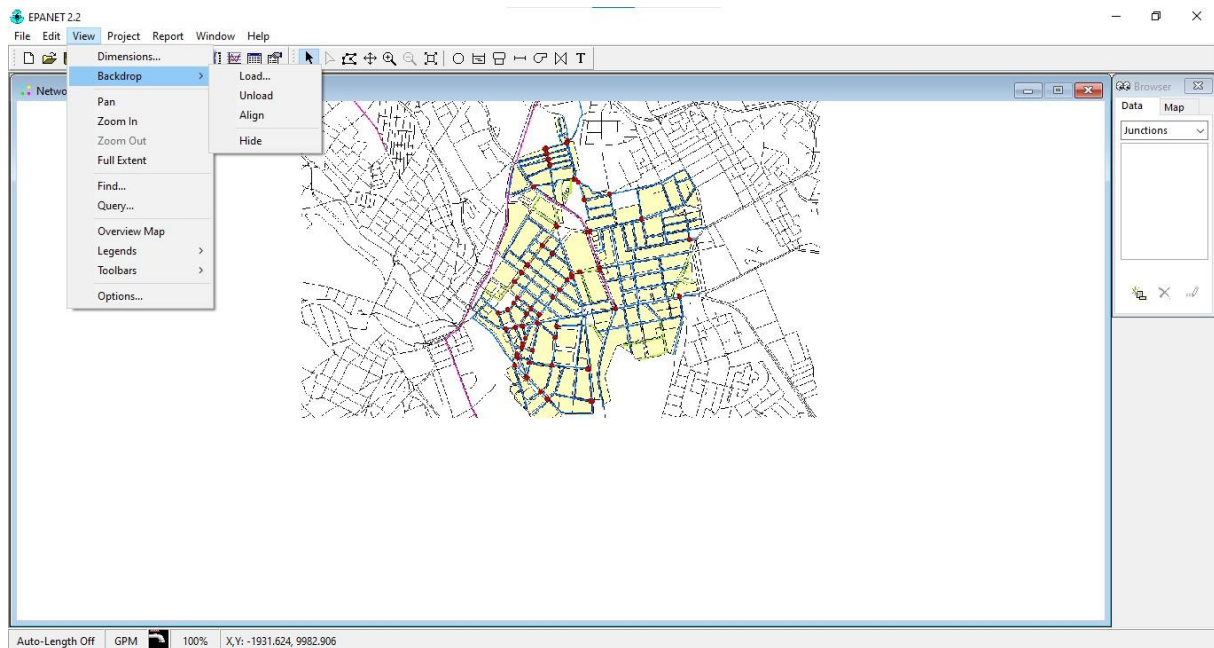 EPANET 2.2
File Edit View Project Report Window Help
T
Dimensions...
Backdrop
Load...
Unload
Align
Hide
Pan
Zoom In
Zoom Out
Full Extent
Find...
Query...
Overview Map
Legends
Toolbars
Options...
Netwo
Browser
Data Map
Junctions
Auto-Length Off GPM 100% X,Y: -1931.624, 9982.906